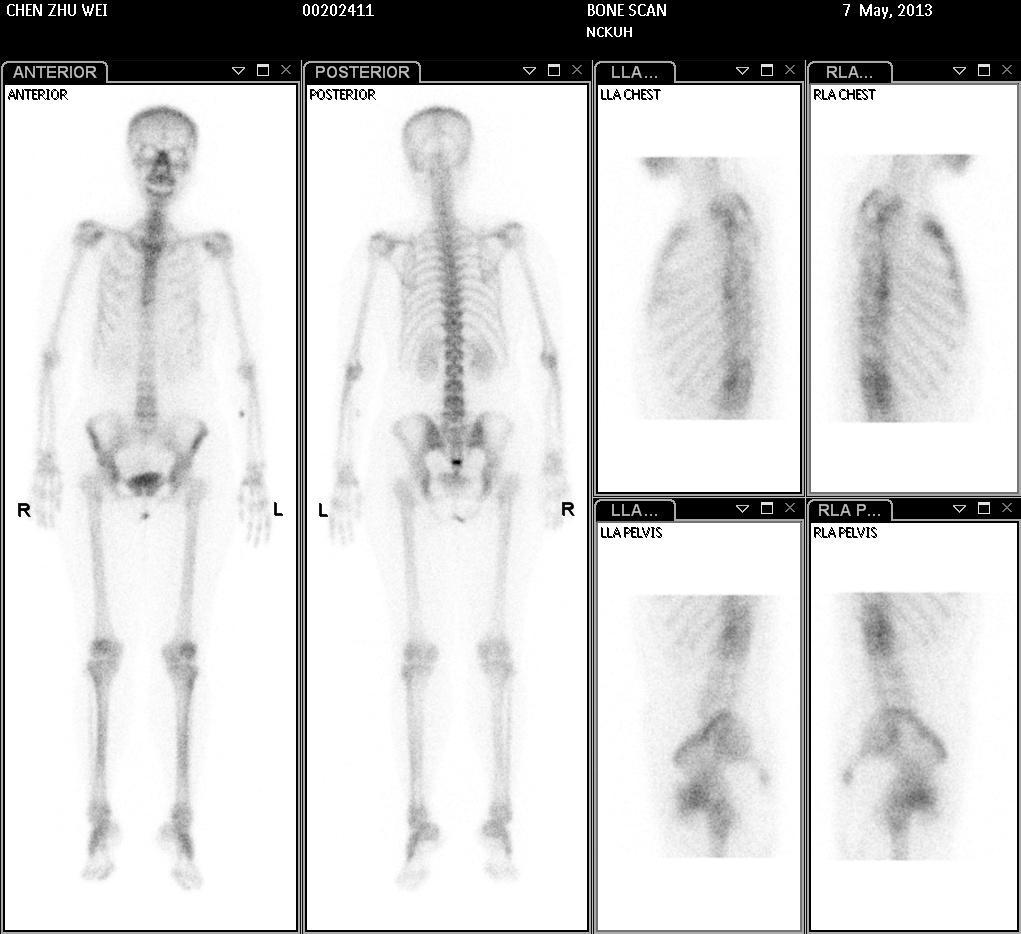 CHEN ZHU WEI 00202411 BONE SCAN 7 May, 2013
NCKUH
ANTERIOR POSTERIOR LLA... RLA...
ANTERIOR POSTERIOR LLA CHEST RLA CHEST
R L L R
LLA... RLA P...
LLA PELVIS RLA PELVIS